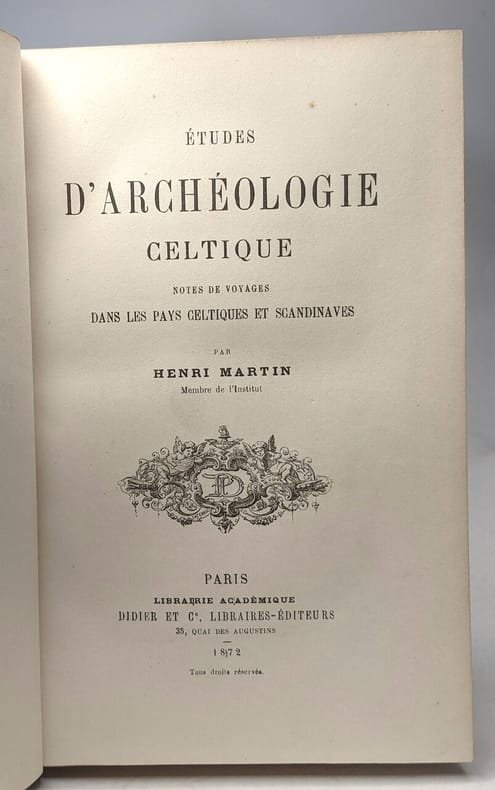 ÉTUDES
D'ARCHÉOLOGIE
CELTIQUE
NOTES DE VOYAGES
DANS LES PAYS CELTIQUES ET SCANDINAVES
PAR
HENRI MARTIN
Membre de l'Institut
PARIS
LIBRAIRIE ACADÉMIQUE
DIDIER ET Ce, LIBRAIRES-ÉDITEURS
35, QUAI DES AUGUSTINS
1872
Tous droits réservés.